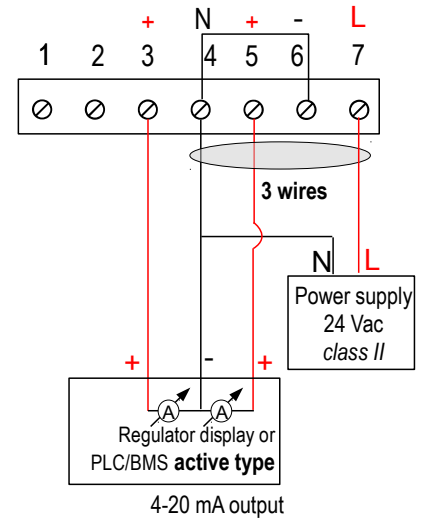 + N + - L
1 2 3 4 5 6 7
3 wires
N L
Power supply
24 Vac
class II
+ - +
A A
Regulator display or
PLC/BMS active type
4-20 mA output